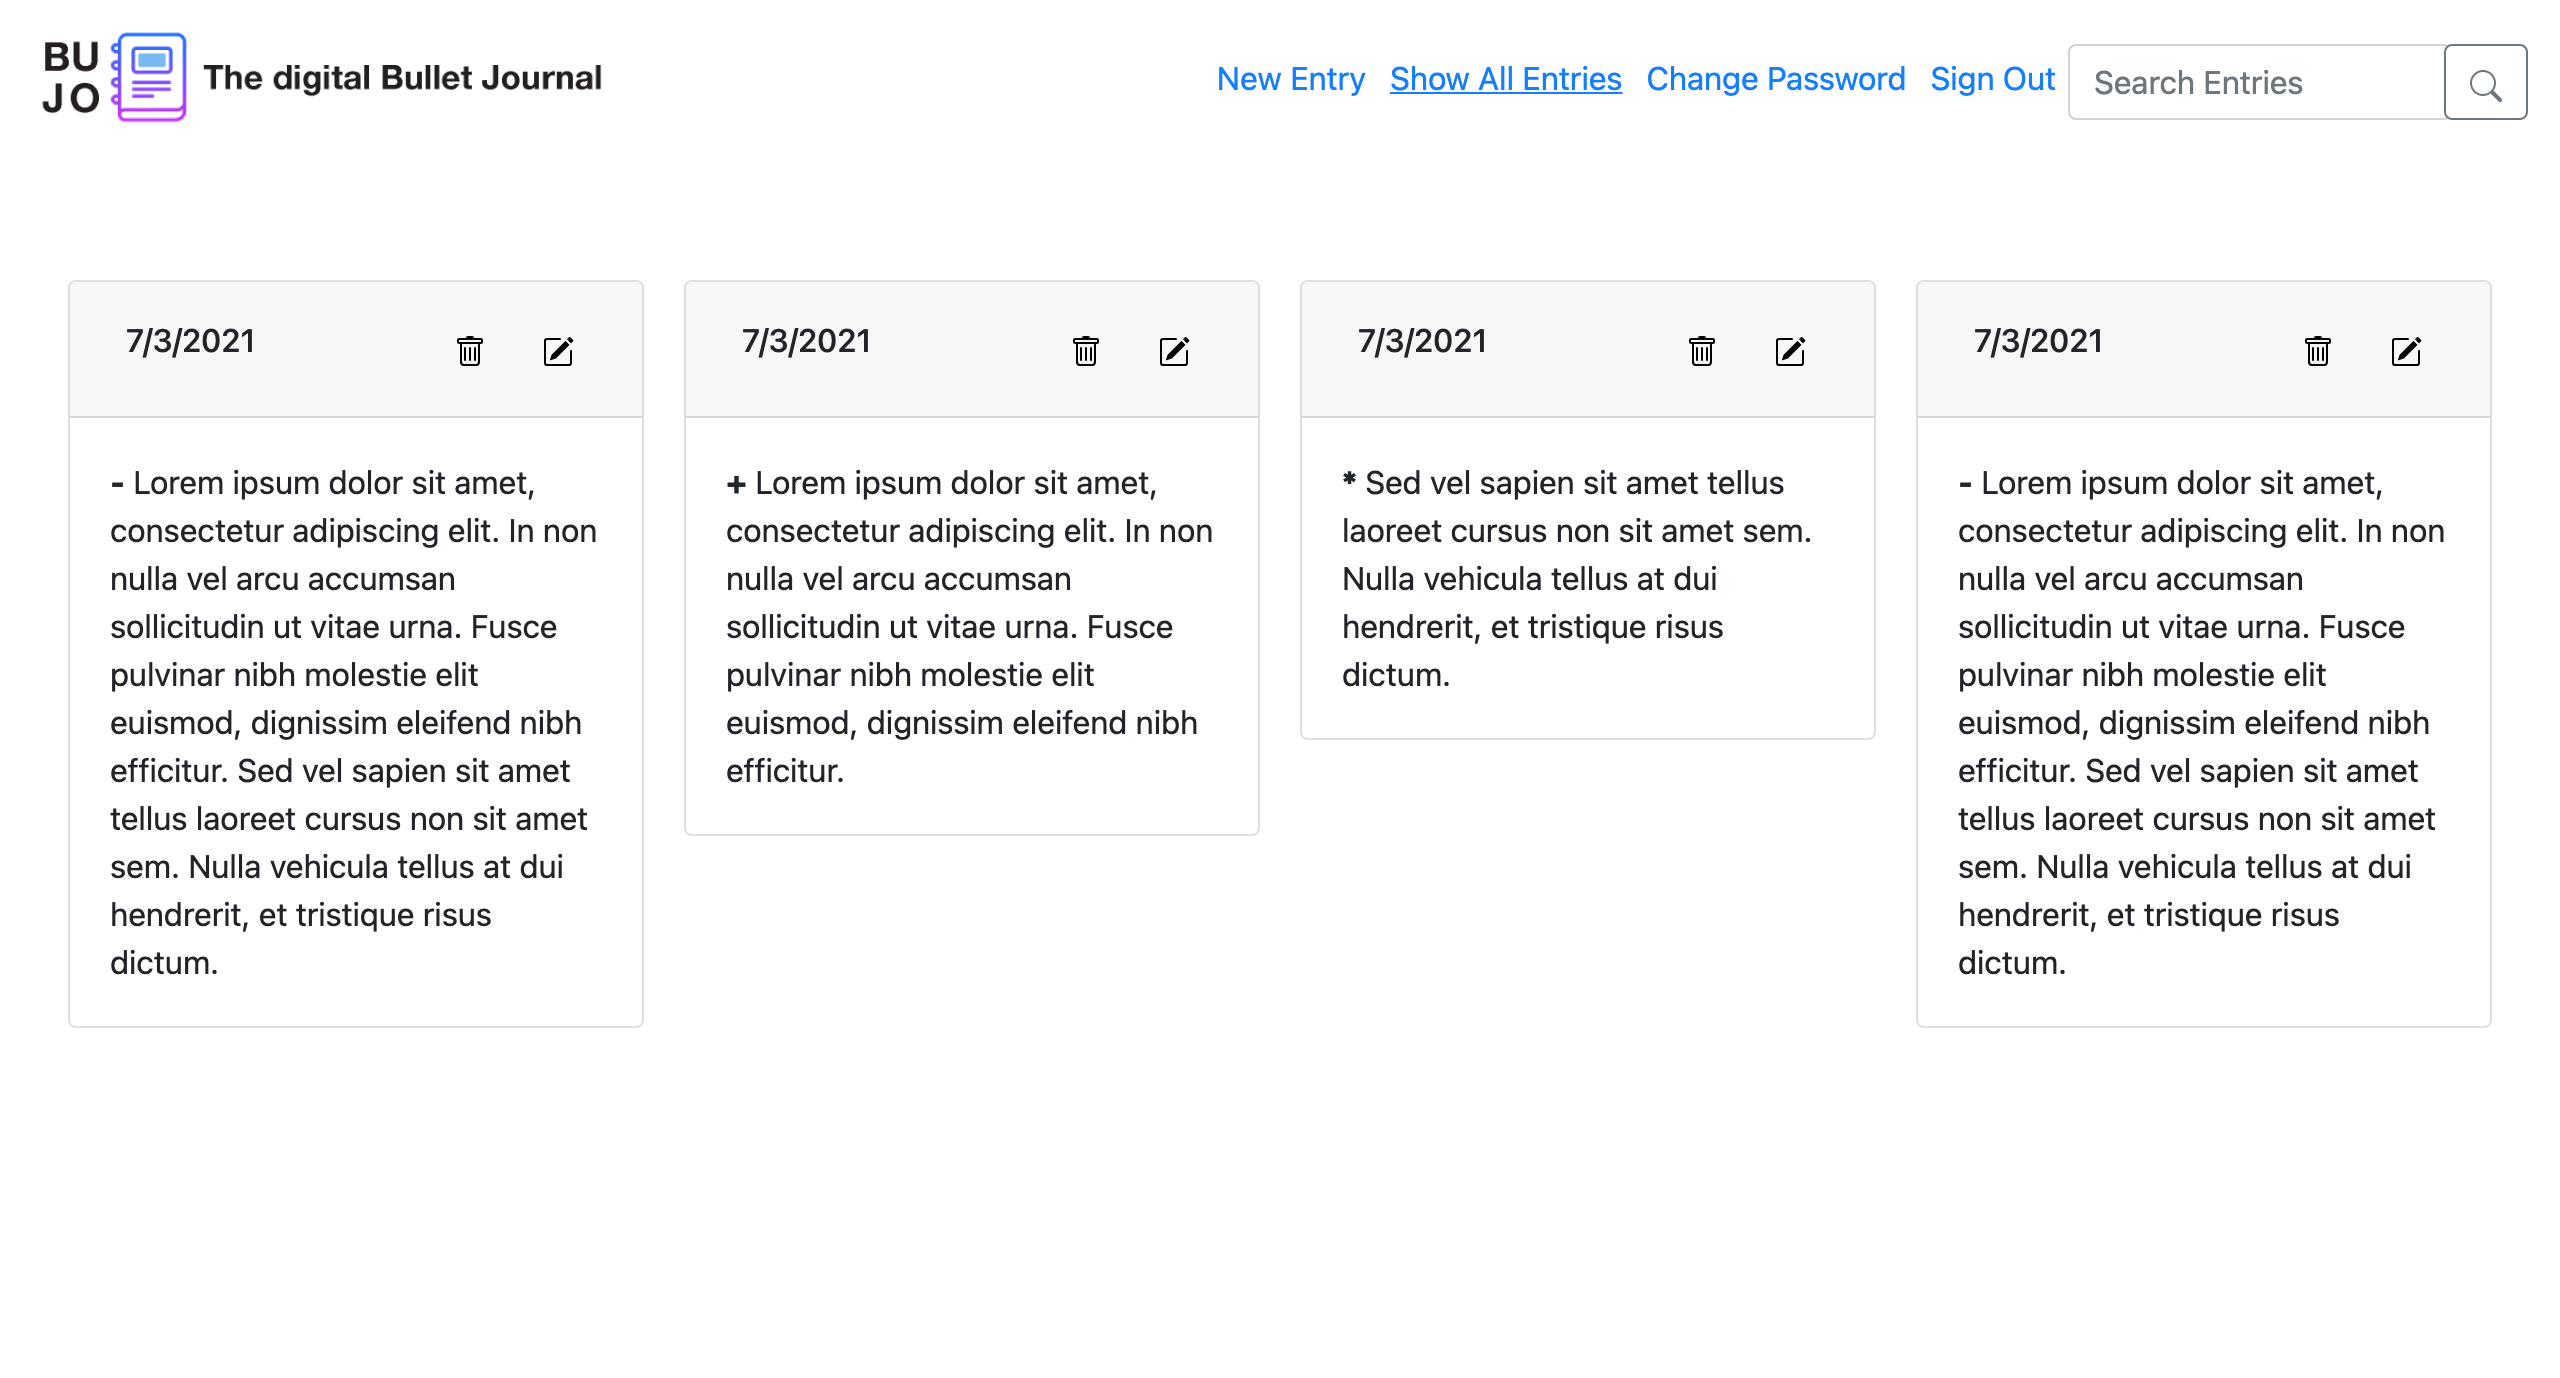 BU
JO
The digital Bullet Journal
New Entry Show All Entries Change Password Sign Out Search Entries
7/3/2021
- Lorem ipsum dolor sit amet,
consectetur adipiscing elit. In non
nulla vel arcu accumsan
sollicitudin ut vitae urna. Fusce
pulvinar nibh molestie elit
euismod, dignissim eleifend nibh
efficitur. Sed vel sapien sit amet
tellus laoreet cursus non sit amet
sem. Nulla vehicula tellus at dui
hendrerit, et tristique risus
dictum.
7/3/2021
+ Lorem ipsum dolor sit amet,
consectetur adipiscing elit. In non
nulla vel arcu accumsan
sollicitudin ut vitae urna. Fusce
pulvinar nibh molestie elit
euismod, dignissim eleifend nibh
efficitur.
7/3/2021
* Sed vel sapien sit amet tellus
laoreet cursus non sit amet sem.
Nulla vehicula tellus at dui
hendrerit, et tristique risus
dictum.
7/3/2021
- Lorem ipsum dolor sit amet,
consectetur adipiscing elit. In non
nulla vel arcu accumsan
sollicitudin ut vitae urna. Fusce
pulvinar nibh molestie elit
euismod, dignissim eleifend nibh
efficitur. Sed vel sapien sit amet
tellus laoreet cursus non sit amet
sem. Nulla vehicula tellus at dui
hendrerit, et tristique risus
dictum.